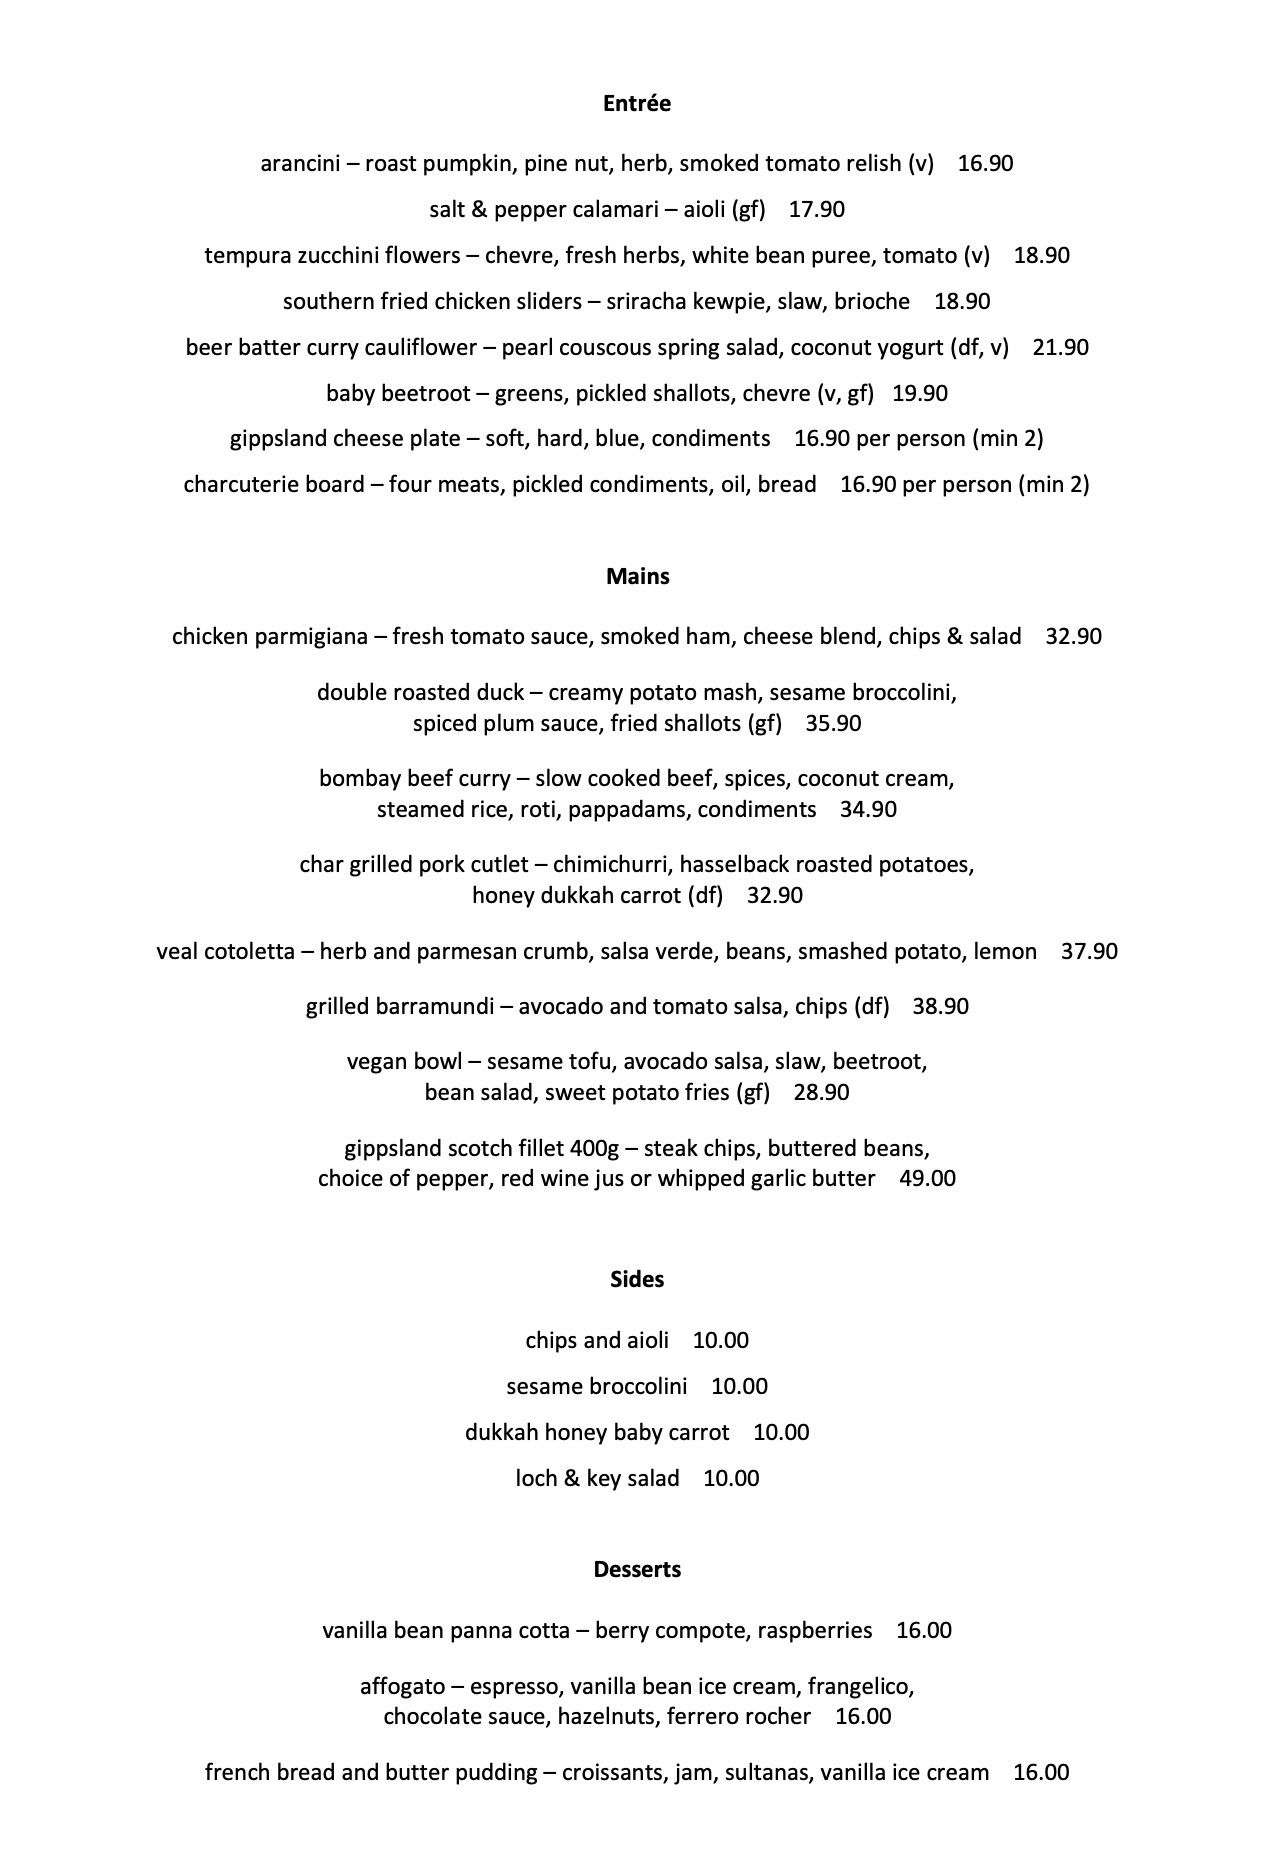 Entrée
arancini – roast pumpkin, pine nut, herb, smoked tomato relish (v) 16.90
salt & pepper calamari – aioli (gf) 17.90
tempura zucchini flowers – chevre, fresh herbs, white bean puree, tomato (v) 18.90
southern fried chicken sliders – sriracha kewpie, slaw, brioche 18.90
beer batter curry cauliflower – pearl couscous spring salad, coconut yogurt (df, v) 21.90
baby beetroot – greens, pickled shallots, chevre (v, gf) 19.90
gippsland cheese plate – soft, hard, blue, condiments 16.90 per person (min 2)
charcuterie board – four meats, pickled condiments, oil, bread 16.90 per person (min 2)
Mains
chicken parmigiana – fresh tomato sauce, smoked ham, cheese blend, chips & salad 32.90
double roasted duck – creamy potato mash, sesame broccolini,
spiced plum sauce, fried shallots (gf) 35.90
bombay beef curry – slow cooked beef, spices, coconut cream,
steamed rice, roti, pappadams, condiments 34.90
char grilled pork cutlet – chimichurri, hasselback roasted potatoes,
honey dukkah carrot (df) 32.90
veal cotoletta – herb and parmesan crumb, salsa verde, beans, smashed potato, lemon 37.90
grilled barramundi – avocado and tomato salsa, chips (df) 38.90
vegan bowl – sesame tofu, avocado salsa, slaw, beetroot,
bean salad, sweet potato fries (gf) 28.90
gippsland scotch fillet 400g – steak chips, buttered beans,
choice of pepper, red wine jus or whipped garlic butter 49.00
Sides
chips and aioli 10.00
sesame broccolini 10.00
dukkah honey baby carrot 10.00
loch & key salad 10.00
Desserts
vanilla bean panna cotta – berry compote, raspberries 16.00
affogato – espresso, vanilla bean ice cream, frangelico,
chocolate sauce, hazelnuts, ferrero rocher 16.00
french bread and butter pudding – croissants, jam, sultanas, vanilla ice cream 16.00